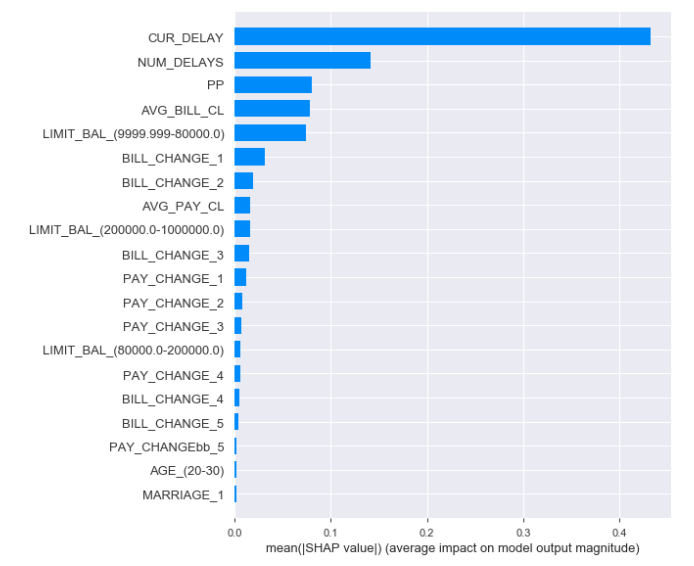 CUR_DELAY
NUM_DELAYS
PP
AVG_BILL_CL
LIMIT_BAL_(9999.999-80000.0)
BILL_CHANGE_1
BILL_CHANGE_2
AVG_PAY_CL
LIMIT_BAL_(200000.0-1000000.0)
BILL_CHANGE_3
PAY_CHANGE_1
PAY_CHANGE_2
PAY_CHANGE_3
LIMIT_BAL_(80000.0-200000.0)
PAY_CHANGE_4
BILL_CHANGE_4
BILL_CHANGE_5
PAY_CHANGEbb_5
AGE_(20-30)
MARRIAGE_1
0.0 0.1 0.2 0.3 0.4
mean(|SHAP value|) (average impact on model output magnitude)